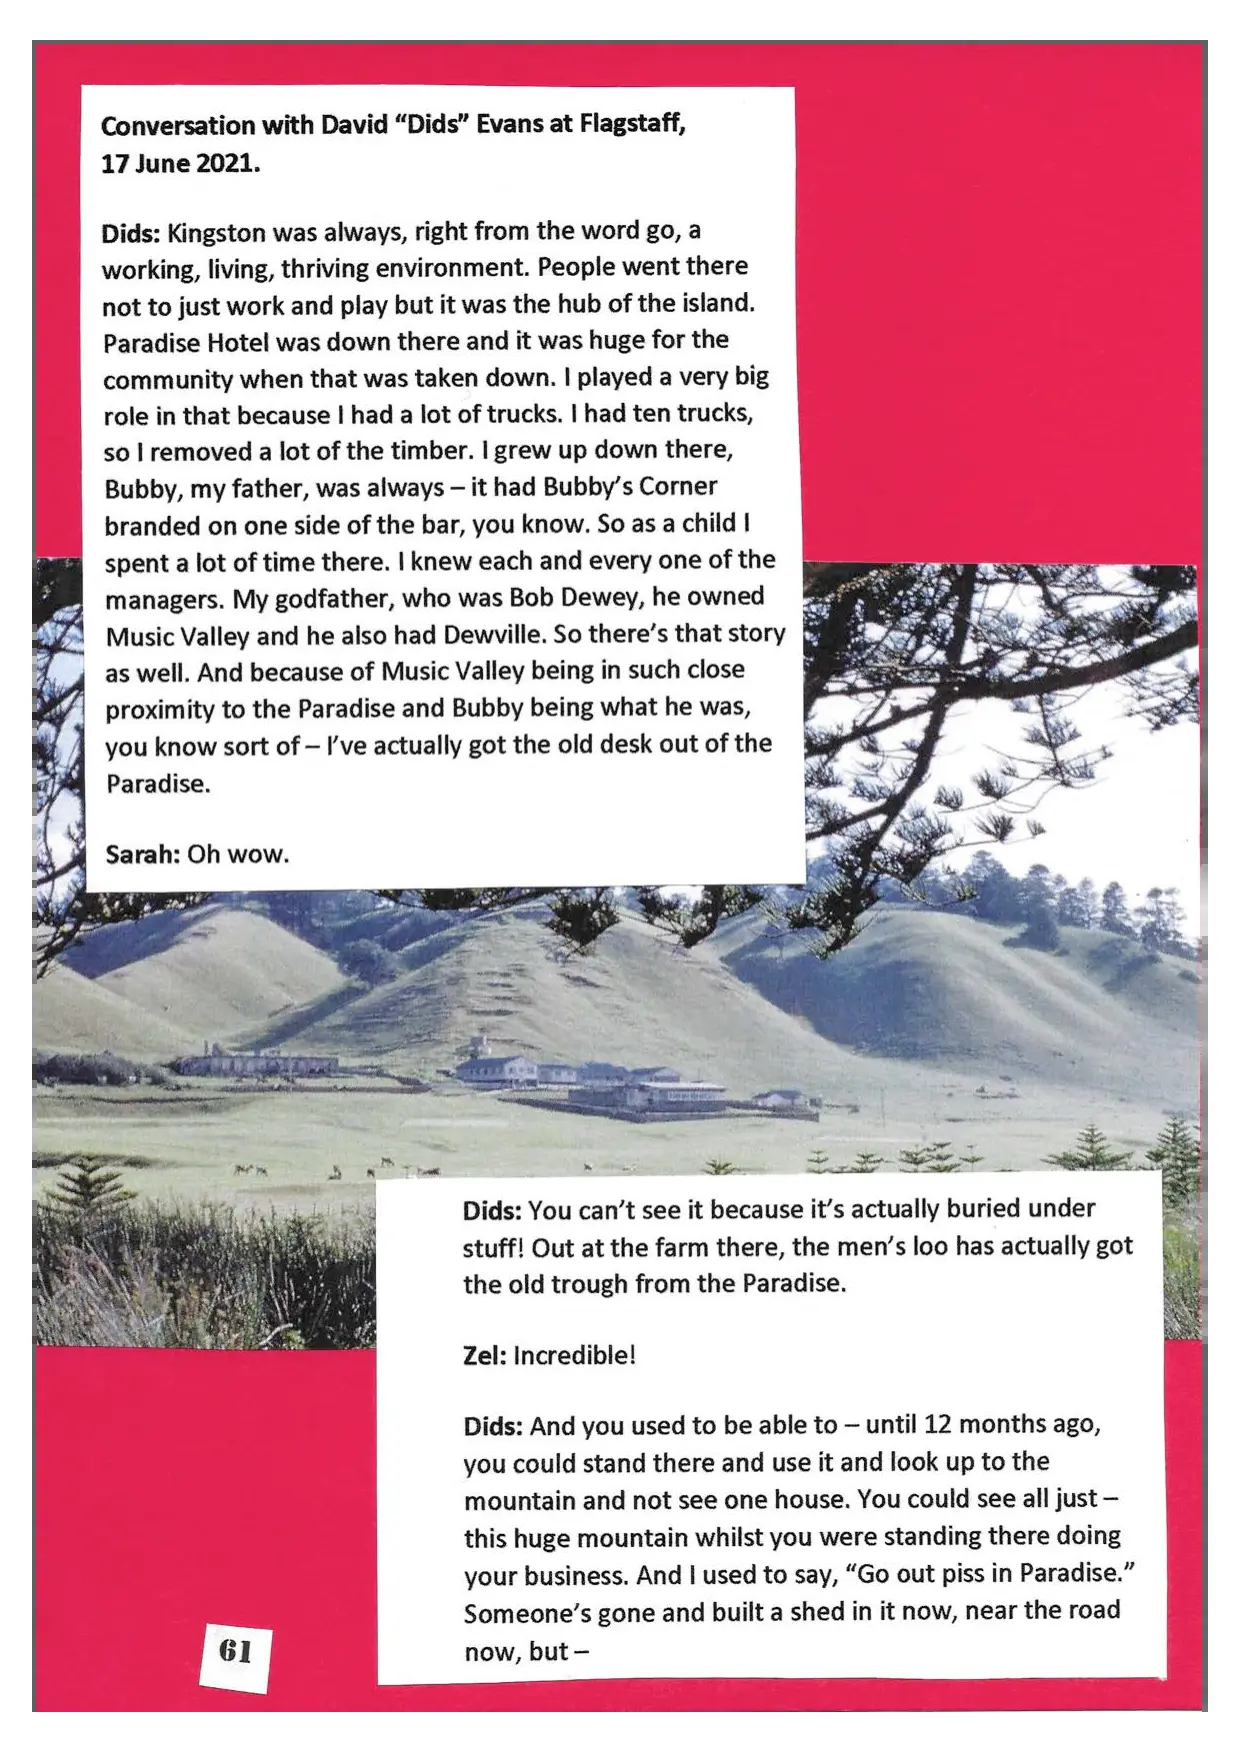 Conversation with David “Dids” Evans at Flagstaff,
17 June 2021.
Dids: Kingston was always, right from the word go, a
working, living, thriving environment. People went there
not to just work and play but it was the hub of the island.
Paradise Hotel was down there and it was huge for the
community when that was taken down. I played a very big
role in that because I had a lot of trucks. I had ten trucks,
so I removed a lot of the timber. I grew up down there,
Bubby, my father, was always – it had Bubby’s Corner
branded on one side of the bar, you know. So as a child I
spent a lot of time there. I knew each and every one of the
managers. My godfather, who was Bob Dewey, he owned
Music Valley and he also had Dewville. So there’s that story
as well. And because of Music Valley being in such close
proximity to the Paradise and Bubby being what he was,
you know sort of – I’ve actually got the old desk out of the
Paradise.
Sarah: Oh wow.
Dids: You can’t see it because it’s actually buried under
stuff! Out at the farm there, the men’s loo has actually got
the old trough from the Paradise.
Zel: Incredible!
Dids: And you used to be able to – until 12 months ago,
you could stand there and use it and look up to the
mountain and not see one house. You could see all just –
this huge mountain whilst you were standing there doing
your business. And I used to say, “Go out piss in Paradise.”
Someone’s gone and built a shed in it now, near the road
now, but –
61